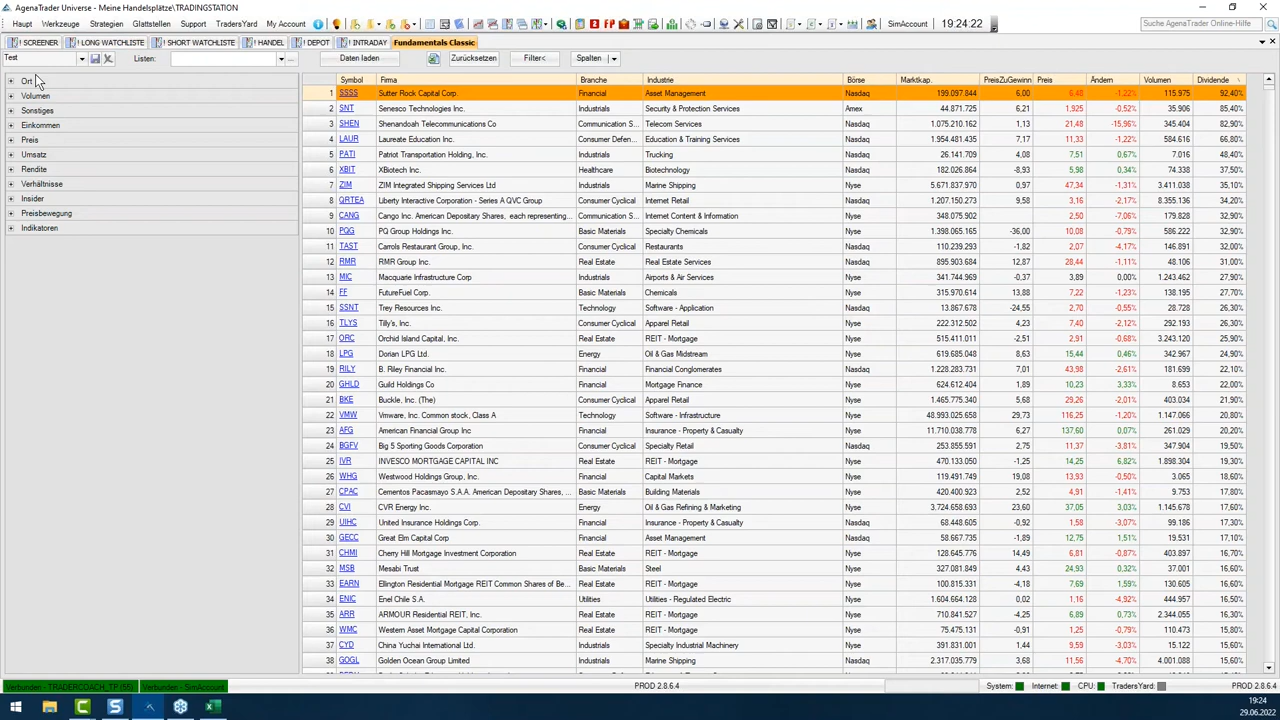 AgenaTrader Universe - Meine Handelsplätze\TRADINGSTATION
Haupt Werkzeuge Strategien Glattstellen Support TradersYard My Account SimAccount 19:24:22 Suche AgenaTrader Online-Hilfe
! SCREENER ! LONG WATCHLISTE ! SHORT WATCHLISTE ! HANDEL ! DEPOT ! INTRADAY Fundamentals Classic
Test Listen: Daten laden Zurücksetzen Filter< Spalten
Ort
Volumen
Sonstiges
Einkommen
Preis
Umsatz
Rendite
Verhältnisse
Insider
Preisbewegung
Indikatoren
Symbol Firma Branche Industrie Börse Marktkap. PreisZuGewinn Preis Ändern Volumen Dividende
1 SSSS Sutter Rock Capital Corp. Financial Asset Management Nasdaq 199.097.844 6,00 6,48 -1,22% 115.975 92,40%
2 SNT Senesco Technologies Inc. Industrials Security & Protection Services Amex 44.871.725 6,21 1,925 -0,52% 35.906 85,40%
3 SHEN Shenandoah Telecommunications Co Communication S... Telecom Services Nasdaq 1.075.210.162 1,13 21,48 -15,96% 345.404 82,90%
4 LAUR Laureate Education Inc. Consumer Defen... Education & Training Services Nasdaq 1.954.481.435 7,17 11,33 -1,22% 584.616 66,80%
5 PATI Patriot Transportation Holding, Inc. Industrials Trucking Nasdaq 26.141.709 4,08 7,51 0,67% 7.016 48,40%
6 XBIT XBiotech Inc. Healthcare Biotechnology Nasdaq 182.026.864 -8,93 5,98 0,34% 74.338 37,50%
7 ZIM ZIM Integrated Shipping Services Ltd Industrials Marine Shipping Nyse 5.671.837.970 0,97 47,34 -1,31% 3.411.038 35,10%
8 QRTEA Liberty Interactive Corporation - Series A QVC Group Consumer Cyclical Internet Retail Nasdaq 1.207.150.273 9,58 3,16 -2,17% 8.355.136 34,20%
9 CANG Cango Inc. American Depositary Shares, each representing... Communication S... Internet Content & Information Nyse 348.075.902 2,50 -7,06% 179.828 32,90%
10 PQG PQ Group Holdings Inc. Basic Materials Specialty Chemicals Nyse 1.398.065.165 -36,00 10,08 -0,79% 586.222 32,90%
11 TAST Carrols Restaurant Group, Inc. Consumer Cyclical Restaurants Nasdaq 110.239.293 -1,82 2,07 -4,17% 146.891 32,00%
12 RMR RMR Group Inc. Real Estate Real Estate Services Nasdaq 895.903.684 12,87 28,44 -1,11% 48.106 31,00%
13 MIC Macquarie Infrastructure Corp Industrials Airports & Air Services Nyse 341.744.969 -0,37 3,89 0,00% 1.243.462 27,90%
14 FF FutureFuel Corp. Basic Materials Chemicals Nyse 315.970.614 13,88 7,22 -1,23% 138.195 27,70%
15 SSNT Trey Resources Inc. Technology Software - Application Nasdaq 13.867.678 -24,55 2,70 -0,55% 28.728 26,30%
16 TLYS Tilly's, Inc. Consumer Cyclical Apparel Retail Nyse 222.312.502 4,23 7,40 -2,12% 292.193 26,30%
17 ORC Orchid Island Capital, Inc. Real Estate REIT - Mortgage Nyse 515.411.011 -2,51 2,91 -0,68% 3.243.120 25,90%
18 LPG Dorian LPG Ltd. Energy Oil & Gas Midstream Nyse 619.685.048 8,63 15,44 0,46% 342.967 24,90%
19 RILY B. Riley Financial Inc. Financial Financial Conglomerates Nasdaq 1.228.283.731 7,01 43,98 -2,61% 181.699 22,10%
20 GHLD Guild Holdings Co Financial Mortgage Finance Nyse 624.612.404 1,89 10,23 3,33% 8.653 22,00%
21 BKE Buckle, Inc. (The) Consumer Cyclical Apparel Retail Nyse 1.456.775.360 5,68 29,26 -2,01% 403.034 21,90%
22 VMW Vmware, Inc. Common stock, Class A Technology Software - Infrastructure Nyse 48.993.025.658 29,73 116,25 -1,20% 1.147.066 20,80%
23 AFG American Financial Group Inc Financial Insurance - Property & Casualty Nyse 11.710.038.778 6,38 137,60 0,07% 261.029 20,20%
24 BGFV Big 5 Sporting Goods Corporation Consumer Cyclical Specialty Retail Nasdaq 253.855.591 2,75 11,37 -3,81% 347.904 19,50%
25 IVR INVESCO MORTGAGE CAPITAL INC Real Estate REIT - Mortgage Nyse 470.133.050 -1,25 14,25 6,82% 1.898.304 19,30%
26 WHG Westwood Holdings Group, Inc. Financial Capital Markets Nyse 119.491.749 19,08 13,93 -0,50% 3.065 18,60%
27 CPAC Cementos Pacasmayo S.A.A. American Depositary Shares, ... Basic Materials Building Materials Nyse 420.400.923 2,52 4,91 -1,41% 9.753 17,80%
28 CVI CVR Energy Inc. Energy Oil & Gas Refining & Marketing Nyse 3.724.658.693 23,60 37,05 3,03% 1.145.678 17,60%
29 UIHC United Insurance Holdings Corp. Financial Insurance - Property & Casualty Nasdaq 68.448.605 -0,92 1,58 -3,07% 99.186 17,30%
30 GECC Great Elm Capital Corp Financial Asset Management Nasdaq 58.667.735 -1,89 12,75 1,51% 19.531 17,10%
31 CHMI Cherry Hill Mortgage Investment Corporation Real Estate REIT - Mortgage Nyse 128.645.776 14,49 6,81 -0,87% 403.897 16,70%
32 MSB Mesabi Trust Basic Materials Steel Nyse 327.081.849 4,43 24,93 0,32% 37.001 16,60%
33 EARN Ellington Residential Mortgage REIT Common Shares of Be... Real Estate REIT - Mortgage Nyse 100.815.331 -4,18 7,69 1,59% 130.605 16,60%
34 ENIC Enel Chile S.A. Utilities Utilities - Regulated Electric Nyse 1.604.664.128 0,02 1,16 -4,92% 444.957 16,50%
35 ARR ARMOUR Residential REIT, Inc. Real Estate REIT - Mortgage Nyse 710.841.527 -4,25 6,89 0,73% 2.344.055 16,30%
36 WMC Western Asset Mortgage Capital Corporation Real Estate REIT - Mortgage Nyse 75.475.131 -0,91 1,25 -0,79% 110.473 15,80%
37 CYD China Yuchai International Ltd. Industrials Specialty Industrial Machinery Nyse 391.831.001 1,44 9,59 -3,03% 15.122 15,60%
38 GOGL Golden Ocean Group Limited Industrials Marine Shipping Nasdaq 2.317.035.779 3,68 11,56 -4,70% 4.001.088 15,60%
Verbunden - TRADERCOACH_TP (55) Verbunden - SimAccount PROD 2.8.6.4 System: Internet: CPU: TradersYard: PROD 2.8.6.4
19:24
29.06.2022